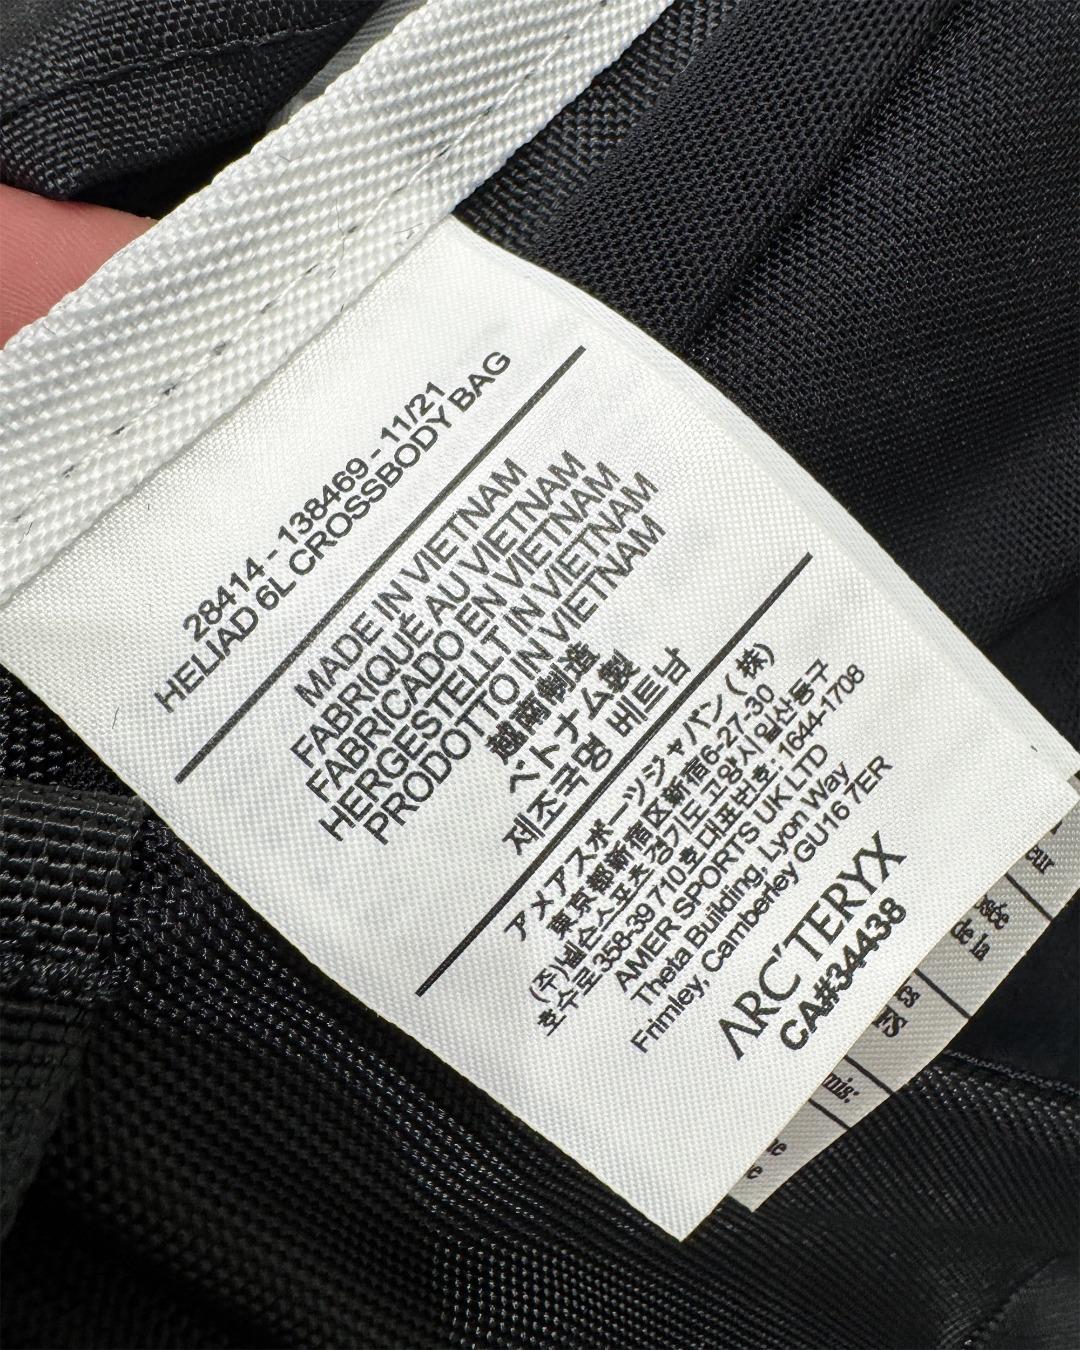 28414 - 138469 - 11/21
HELIAD 6L CROSSBODY BAG
MADE IN VIETNAM
FABRIQUÉ AU VIETNAM
FABRICADO EN VIETNAM
HERGESTELLT IN VIETNAM
PRODOTTO IN VIETNAM
越南制造
ベトナム製
제조국명 베트남
アメアスポーツジャパン(株)
東京都新宿区新宿6-27-30
(주)넬슨스포츠 경기도 고양시 일산동구
호수로 358-39 710호 대표번호: 1644-1708
AMER SPORTS UK LTD
Theta Building, Lyon Way
Frimley, Camberley GU16 7ER
ARC'TERYX
CA#34438
mis: